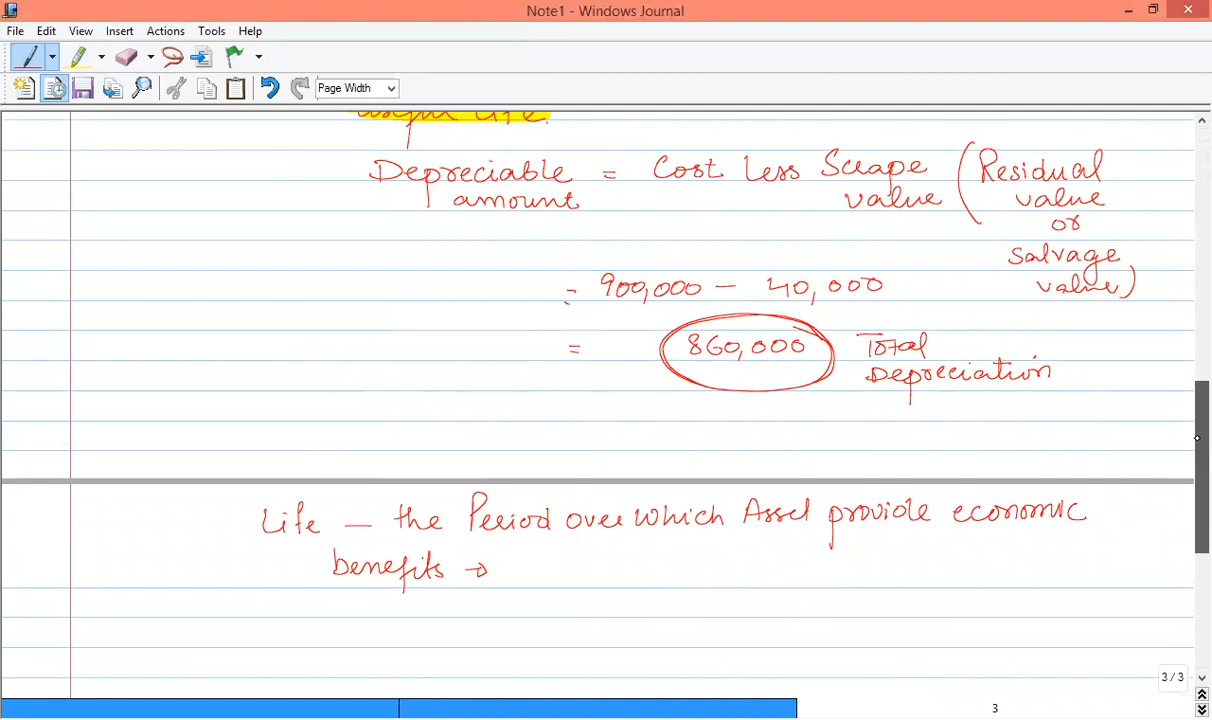 Note1 - Windows Journal
File Edit View Insert Actions Tools Help
Page Width
useful Life.
Depreciable = Cost Less Scrape (Residual
amount value value
or
Salvage
= 900,000 - 40,000 value)
= 860,000 Total
Depreciation
Life - the Period over which Asset provide economic
benefits →
3/3
3